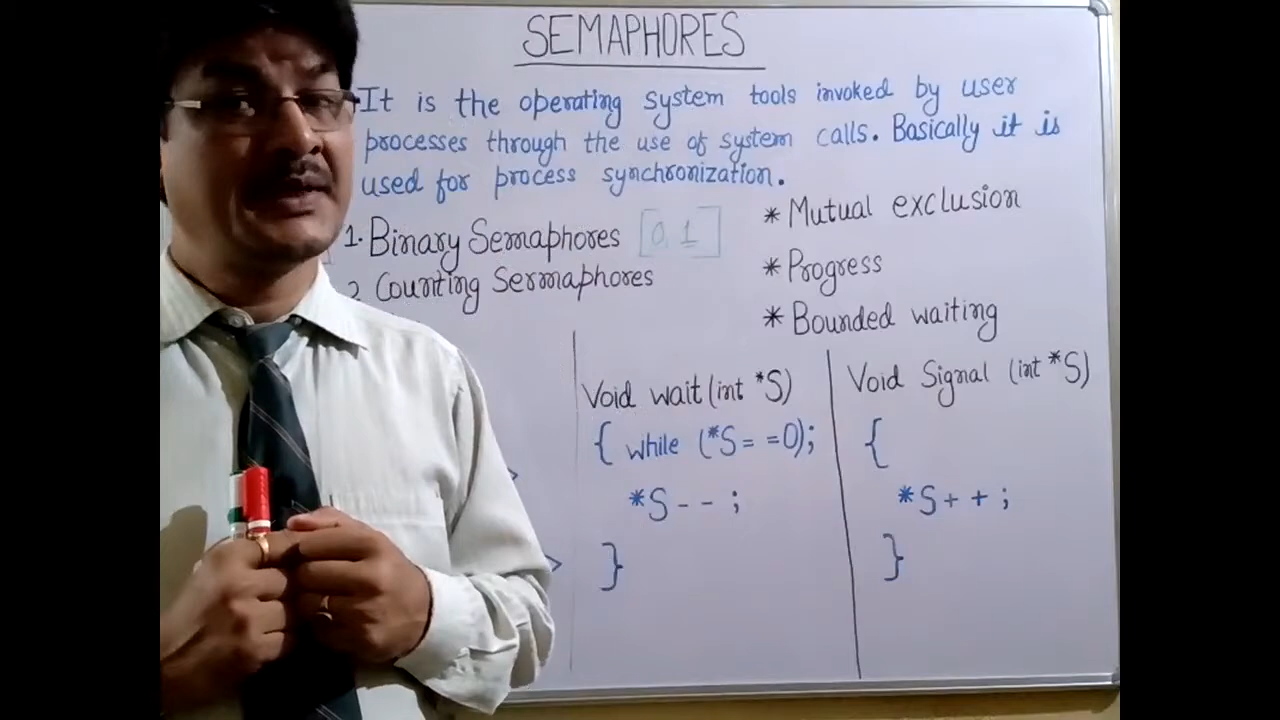 SEMAPHORES
It is the operating system tools invoked by user
processes through the use of system calls. Basically it is
used for process synchronization.
1. Binary Semaphores [0, 1]
2 Counting Sermaphores
* Mutual exclusion
* Progress
* Bounded waiting
Void wait (int *S)
{ while (*S= =0);
*S - - ;
}
Void Signal (int *S)
{
*S + + ;
}